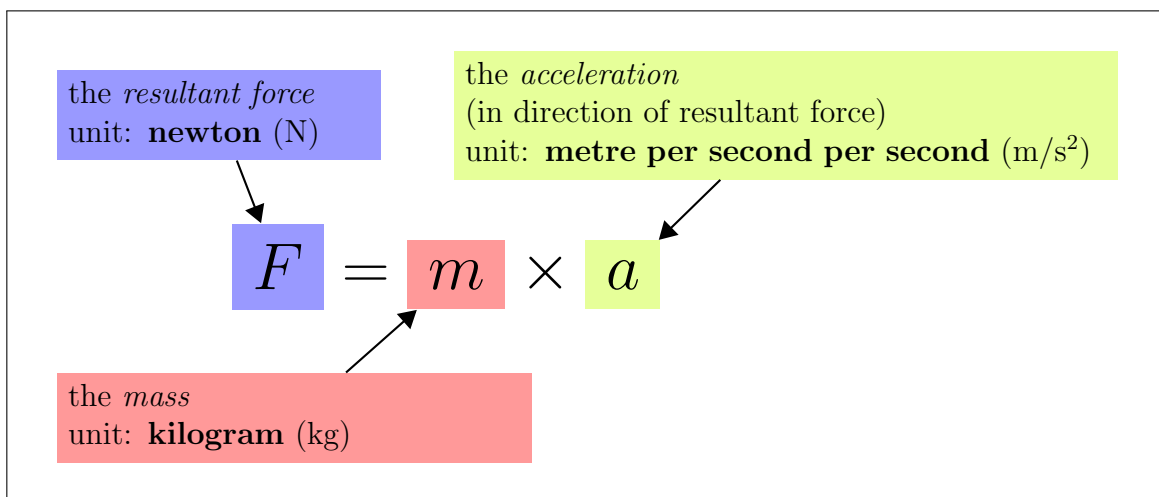 the resultant force
unit: newton (N)
the acceleration
(in direction of resultant force)
unit: metre per second per second (m/s²)
F = m × a
the mass
unit: kilogram (kg)